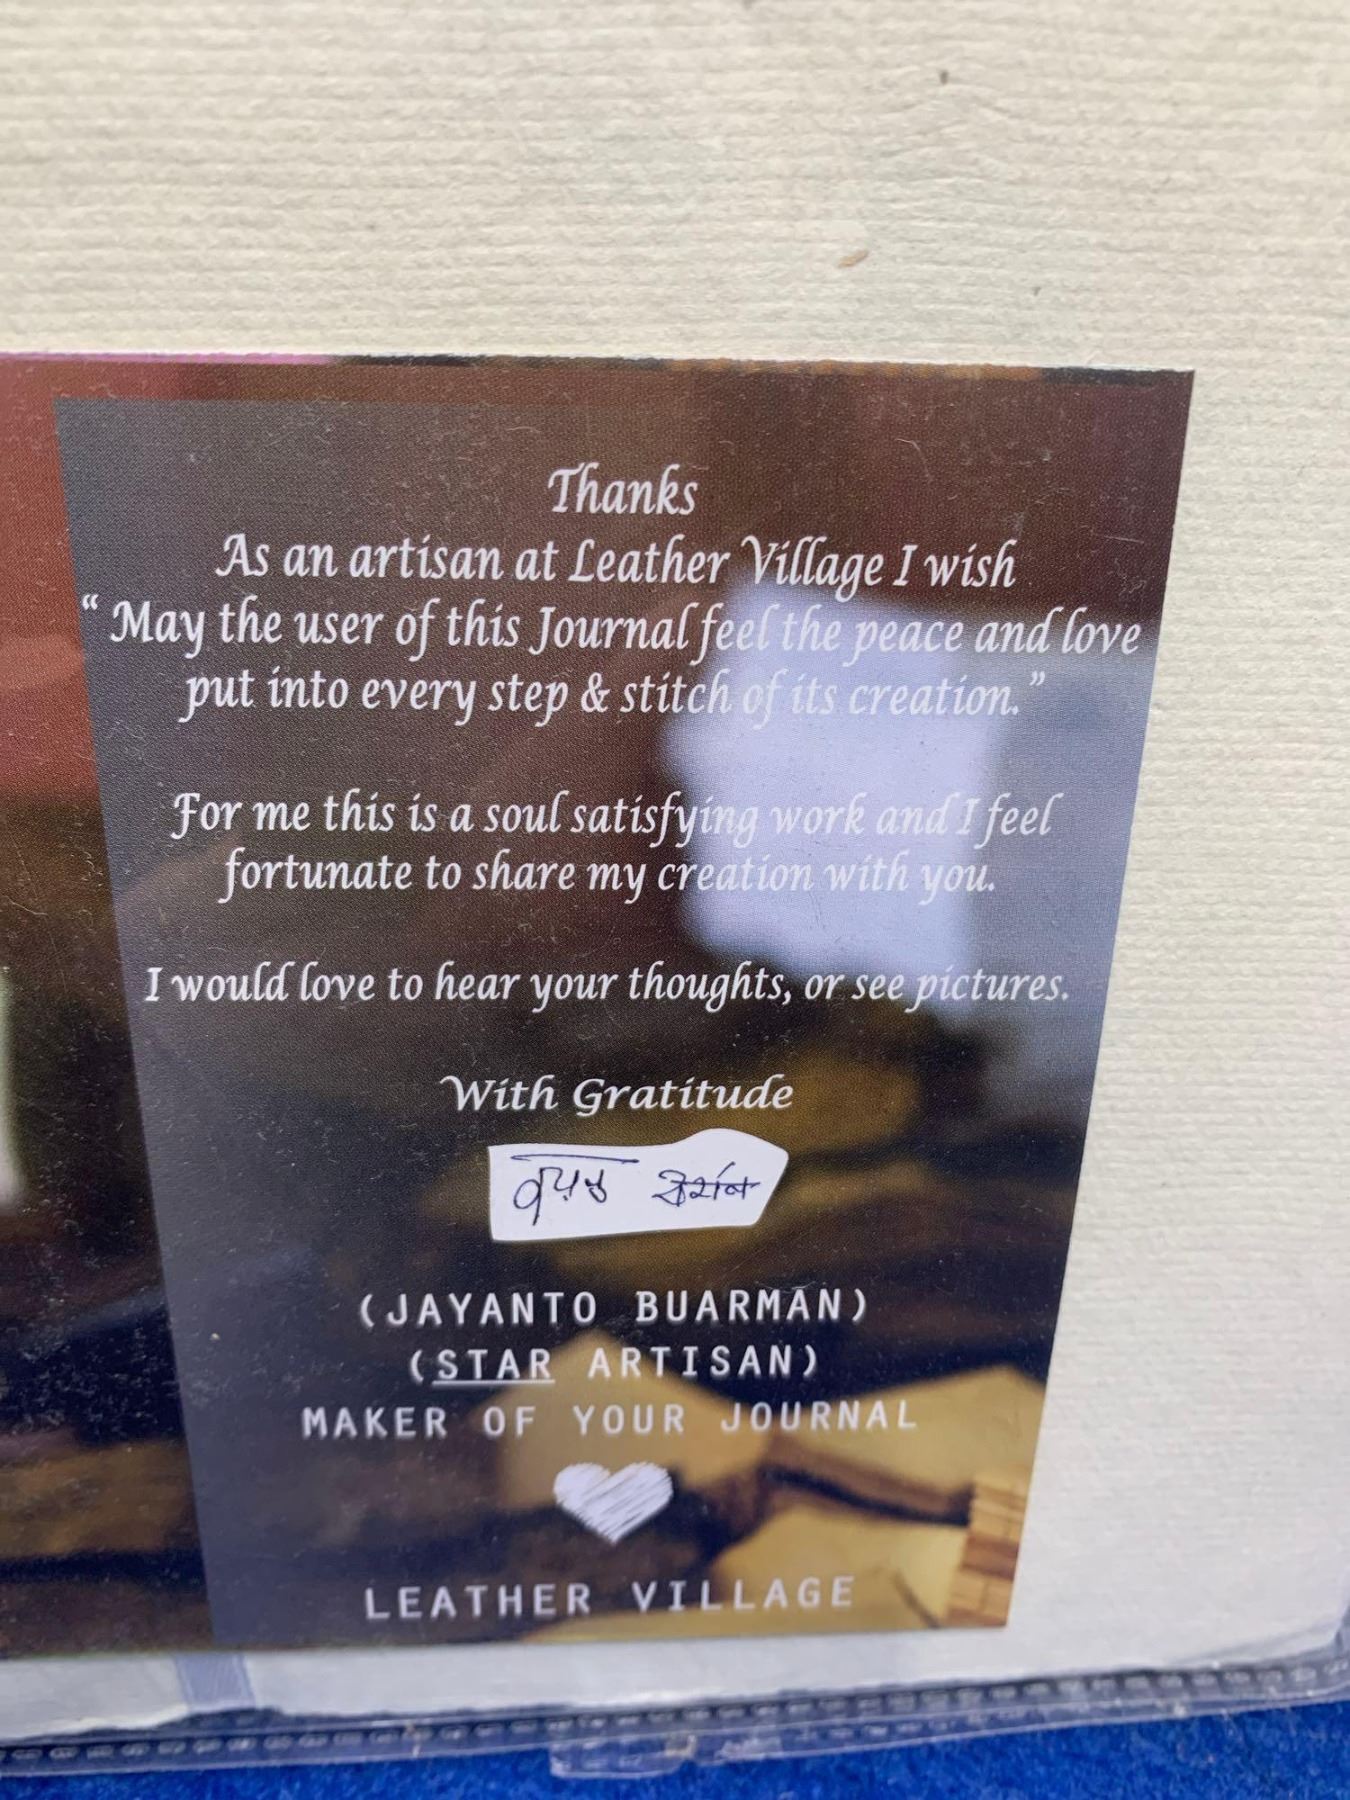 Thanks
As an artisan at Leather Village I wish
“ May the user of this Journal feel the peace and love
put into every step & stitch of its creation.”
For me this is a soul satisfying work and I feel
fortunate to share my creation with you.
I would love to hear your thoughts, or see pictures.
With Gratitude
(JAYANTO BUARMAN)
(STAR ARTISAN)
MAKER OF YOUR JOURNAL
LEATHER VILLAGE